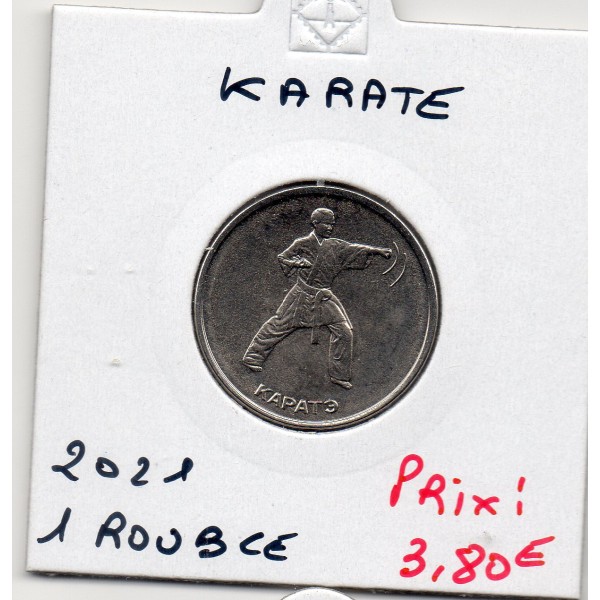 KARATE
КАРАТЭ
2021
1 ROUBLE
PRix:
3,80€